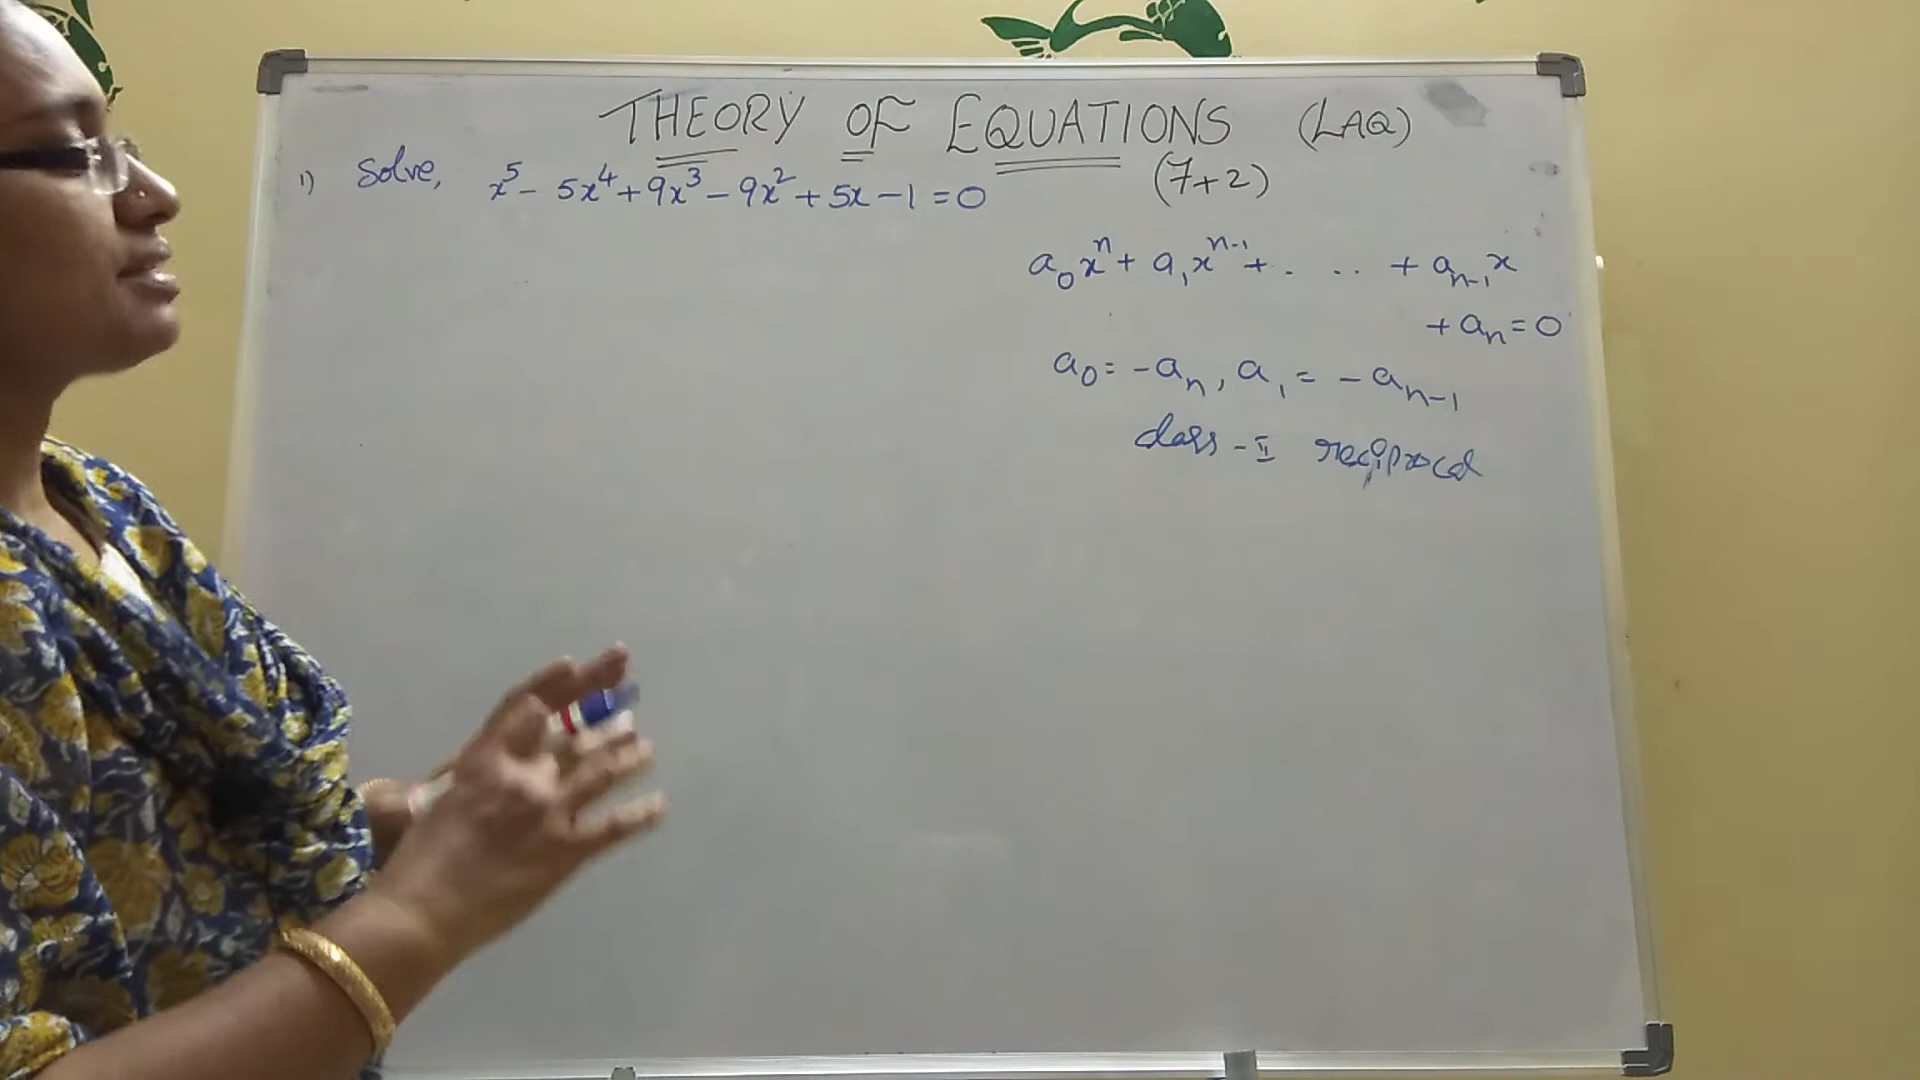 THEORY OF EQUATIONS (LAQ)
(7+2)
1) Solve, x⁵ - 5x⁴ + 9x³ - 9x² + 5x - 1 = 0
a₀xⁿ + a₁xⁿ⁻¹ + . .. + aₙ₋₁x
+ aₙ = 0
a₀ = -aₙ, a₁ = -aₙ₋₁
class - II reciprocal